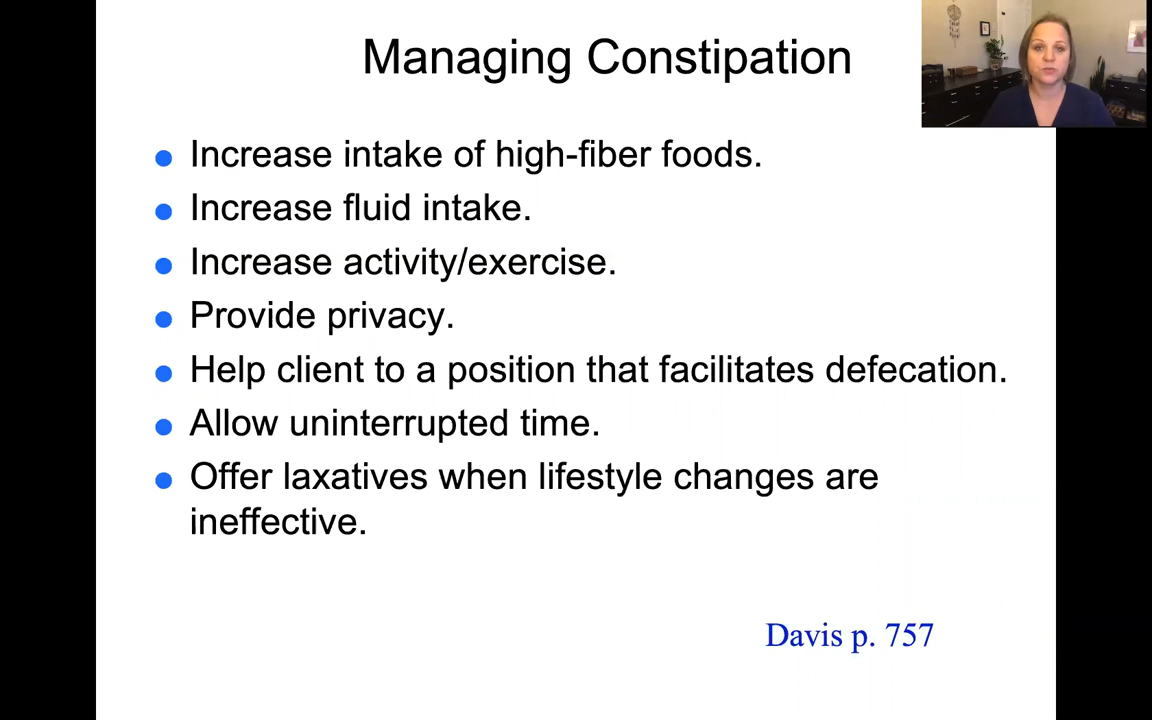 Managing Constipation
Increase intake of high-fiber foods.
Increase fluid intake.
Increase activity/exercise.
Provide privacy.
Help client to a position that facilitates defecation.
Allow uninterrupted time.
Offer laxatives when lifestyle changes are
ineffective.
Davis p. 757